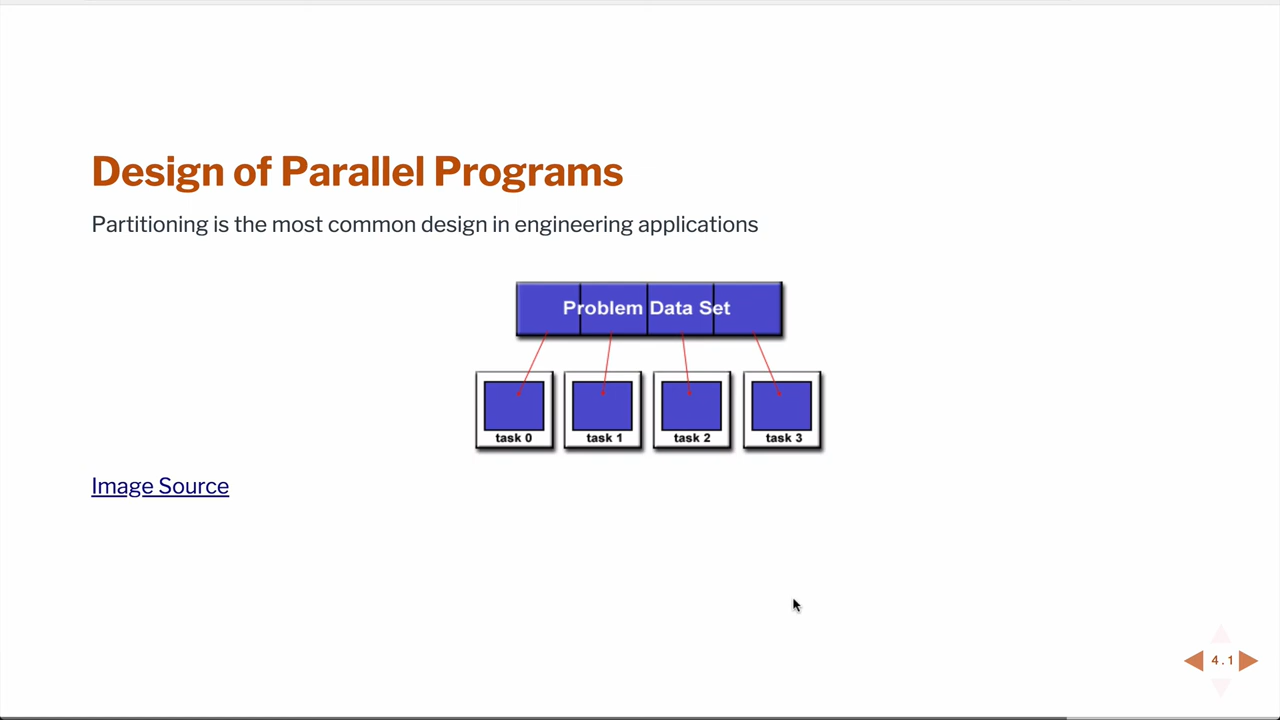 Design of Parallel Programs
Partitioning is the most common design in engineering applications
Problem Data Set
task 0 task 1 task 2 task 3
Image Source
4.1